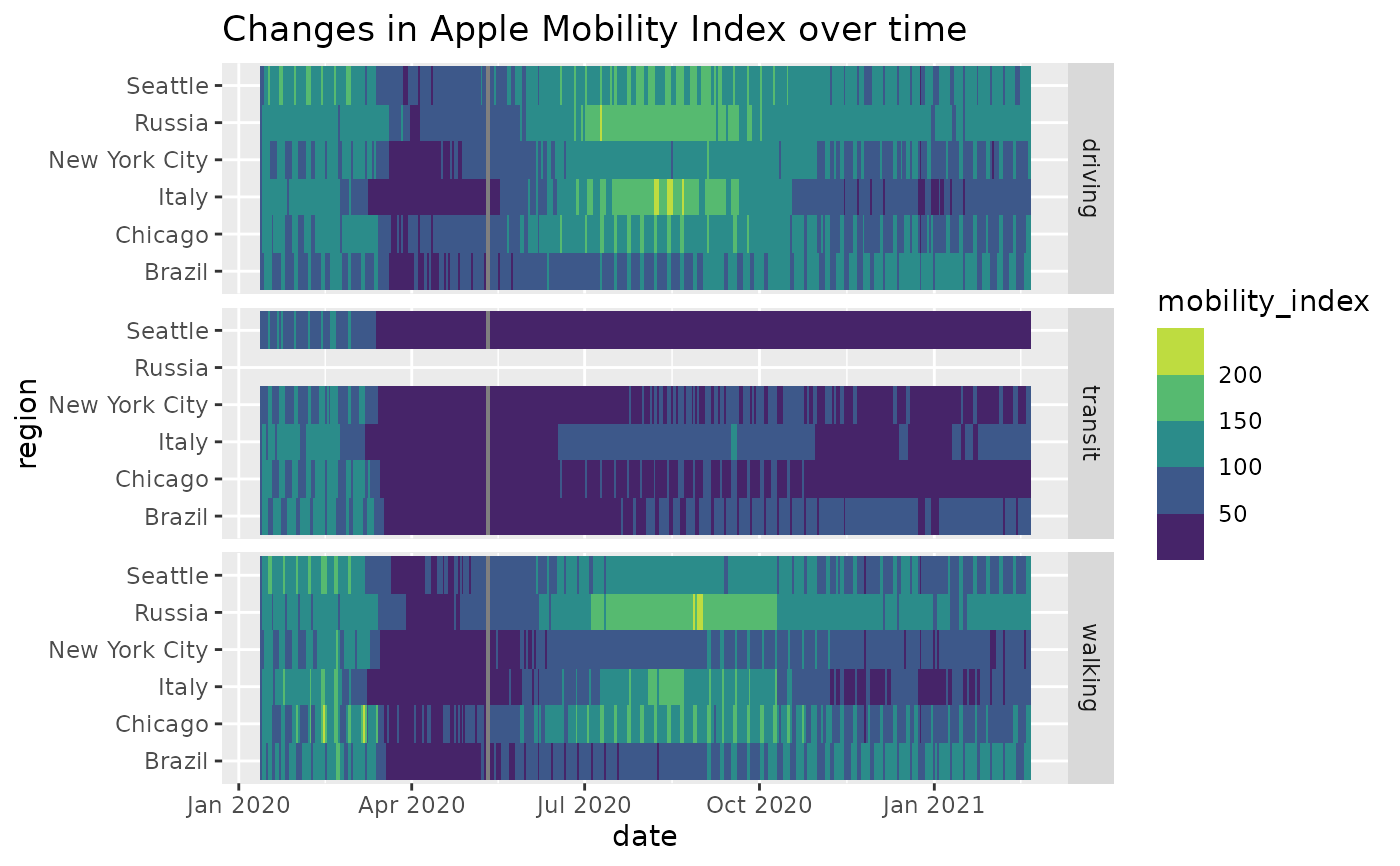 Changes in Apple Mobility Index over time
Seattle
Russia
New York City
Italy
Chicago
Brazil
driving
Seattle
Russia
New York City
Italy
Chicago
Brazil
transit
Seattle
Russia
New York City
Italy
Chicago
Brazil
walking
region
Jan 2020 Apr 2020 Jul 2020 Oct 2020 Jan 2021
date
mobility_index
200
150
100
50